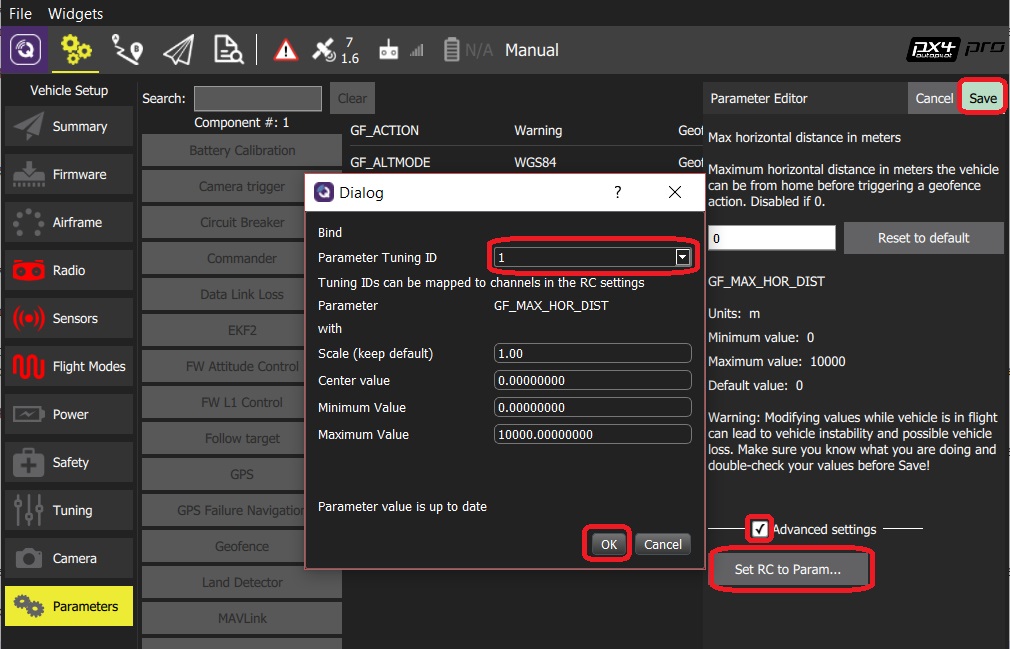 File Widgets
7
1.6
N/A
Manual
px4 pro
autopilot
Vehicle Setup
Summary
Firmware
Airframe
Radio
Sensors
Flight Modes
Power
Safety
Tuning
Camera
Parameters
Search:
Clear
Component #: 1
Battery Calibration
Camera trigger
Circuit Breaker
Commander
Data Link Loss
EKF2
FW Attitude Control
FW L1 Control
Follow target
GPS
GPS Failure Navigation
Geofence
Land Detector
MAVLink
GF_ACTION Warning Geof
GF_ALTMODE WGS84 Geof
Dialog
?
Bind
Parameter Tuning ID 1
Tuning IDs can be mapped to channels in the RC settings
Parameter GF_MAX_HOR_DIST
with
Scale (keep default) 1.00
Center value 0.00000000
Minimum Value 0.00000000
Maximum Value 10000.00000000
Parameter value is up to date
OK Cancel
Parameter Editor
Cancel Save
Max horizontal distance in meters
Maximum horizontal distance in meters the vehicle
can be from home before triggering a geofence
action. Disabled if 0.
0
Reset to default
GF_MAX_HOR_DIST
Units: m
Minimum value: 0
Maximum value: 10000
Default value: 0
Warning: Modifying values while vehicle is in flight
can lead to vehicle instability and possible vehicle
loss. Make sure you know what you are doing and
double-check your values before Save!
Advanced settings
Set RC to Param...